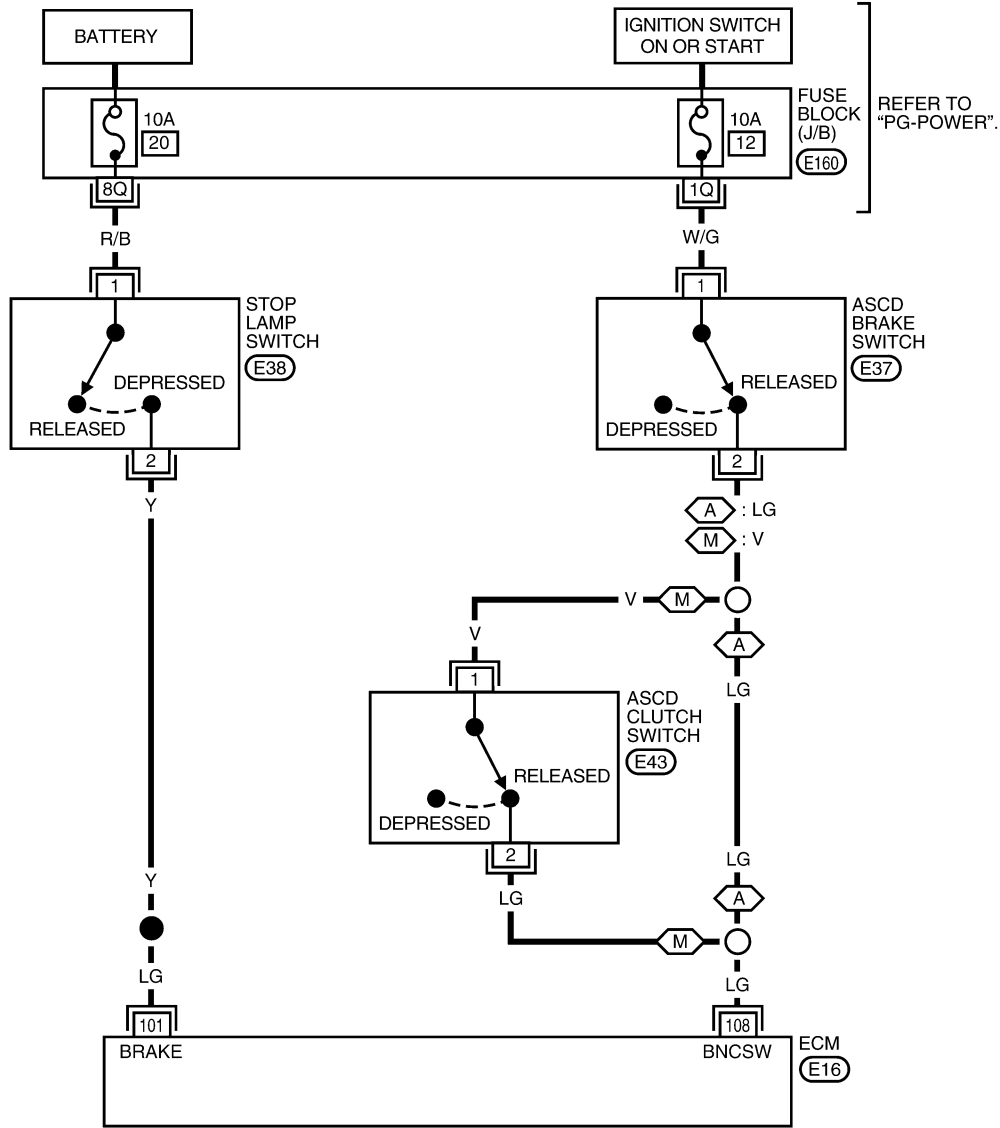 BATTERY
IGNITION SWITCH
ON OR START
10A
20
10A
12
FUSE
BLOCK
(J/B)
E160
REFER TO
“PG-POWER”.
8Q
1Q
R/B
W/G
1
STOP
LAMP
SWITCH
E38
DEPRESSED
RELEASED
2
1
ASCD
BRAKE
SWITCH
E37
RELEASED
DEPRESSED
2
Y
A : LG
M : V
V
M
A
V
LG
1
ASCD
CLUTCH
SWITCH
E43
RELEASED
DEPRESSED
2
LG
Y
LG
A
M
LG
LG
101
BRAKE
108
BNCSW
ECM
E16